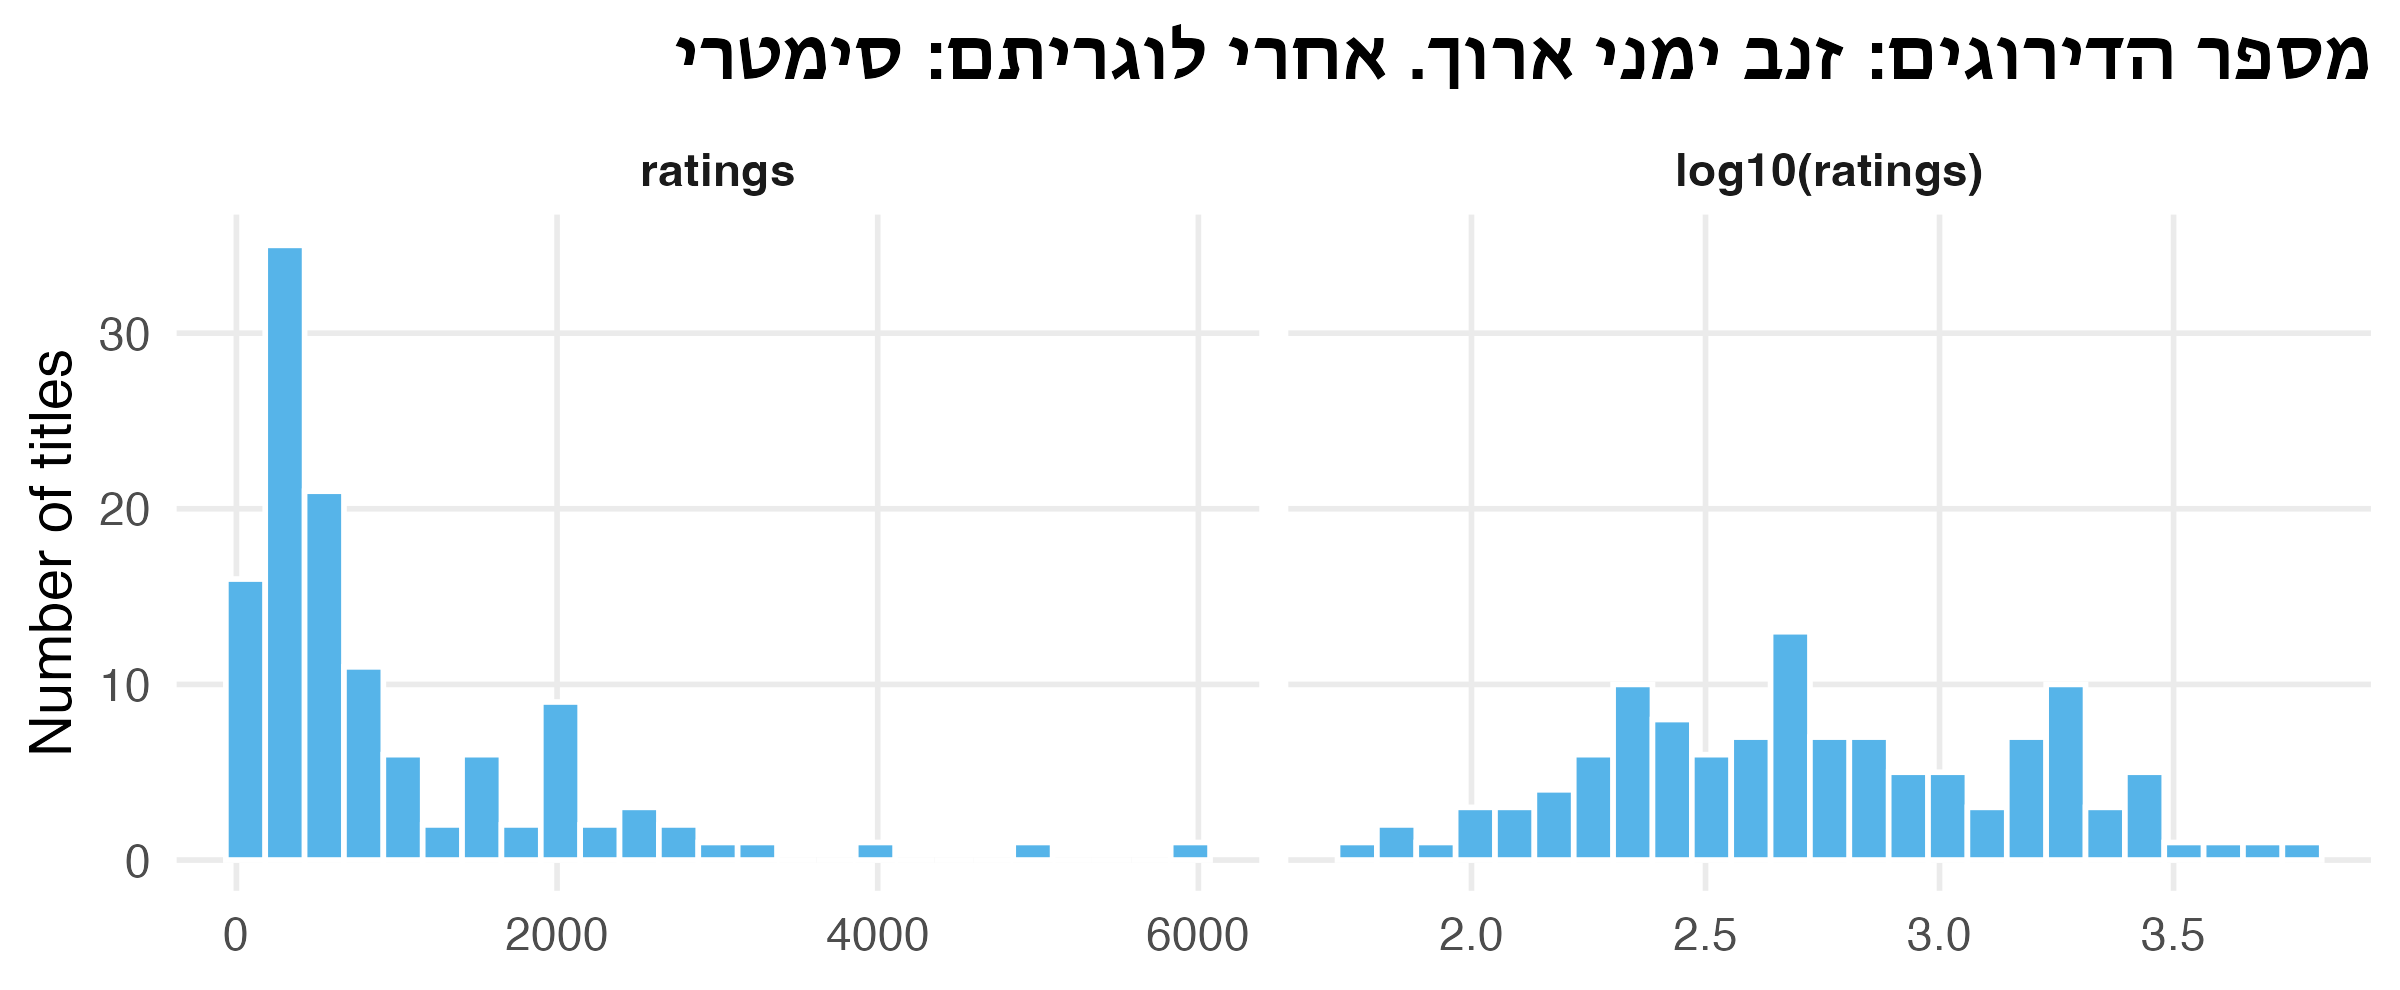 מספר הדירוגים: זנב ימני ארוך. אחרי לוגריתם: סימטרי
ratings
log10(ratings)
Number of titles
30
20
10
0
0 2000 4000 6000
2.0 2.5 3.0 3.5